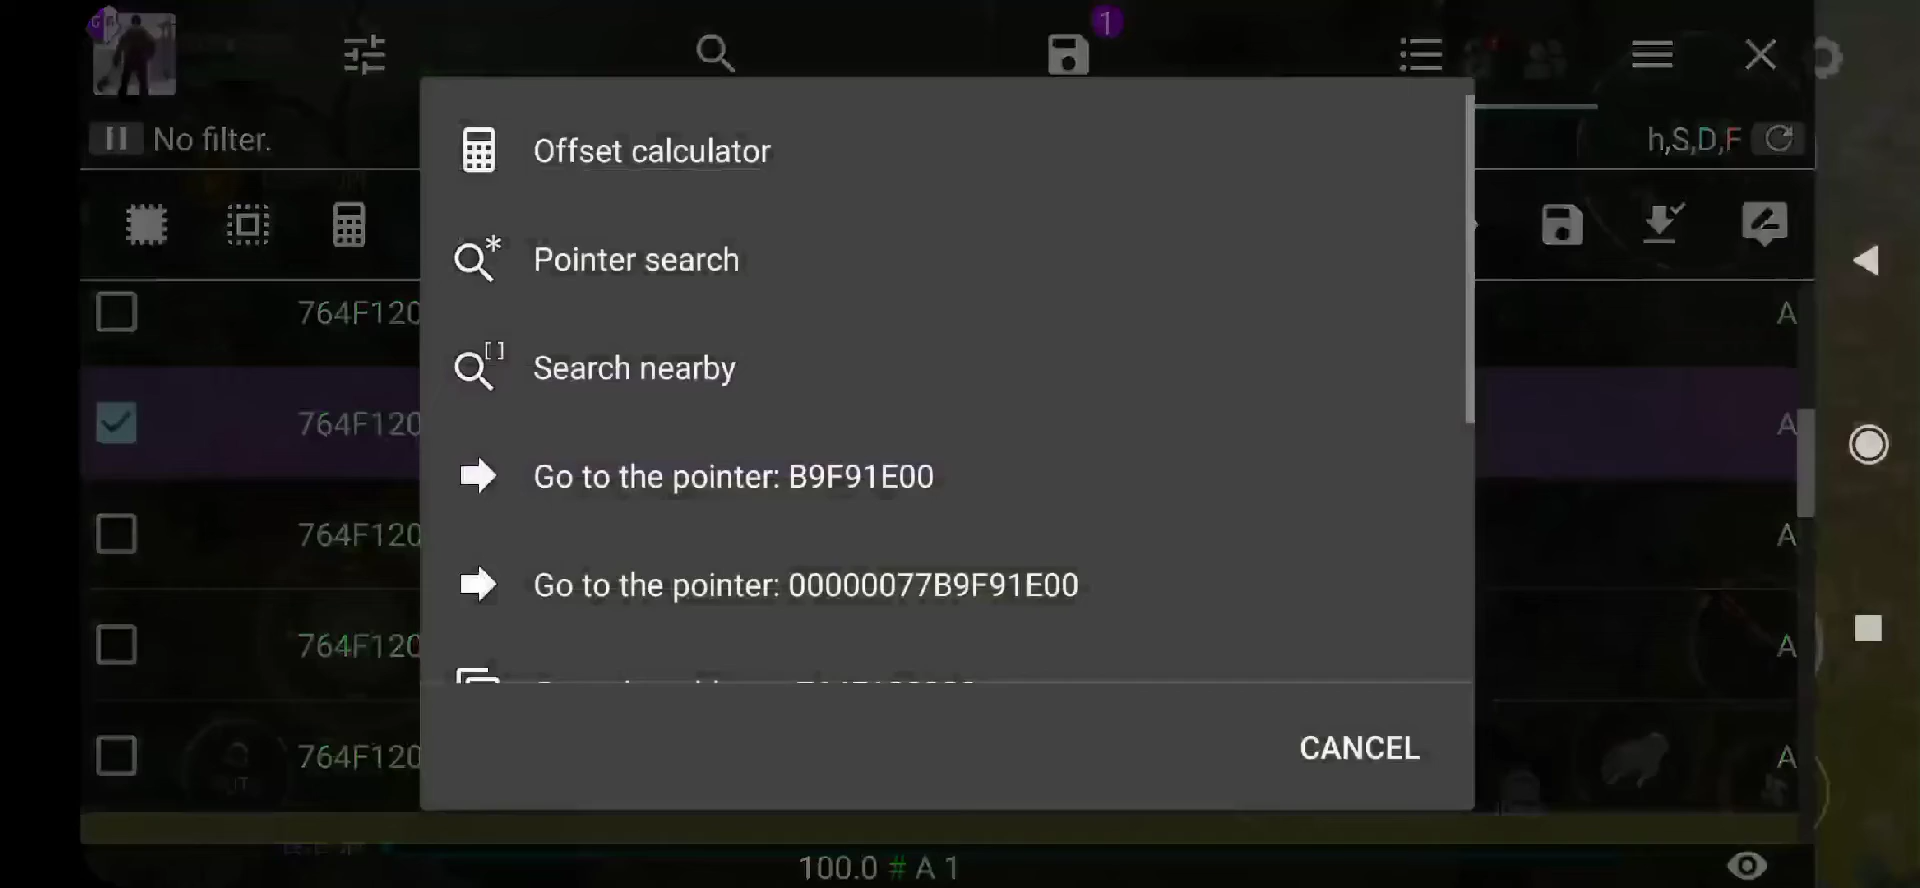 1
No filter.
h,S,D,F
Offset calculator
Pointer search
Search nearby
Go to the pointer: B9F91E00
Go to the pointer: 00000077B9F91E00
764F120
A
764F120
A
764F120
A
764F120
A
764F120
A
CANCEL
100.0 # A 1